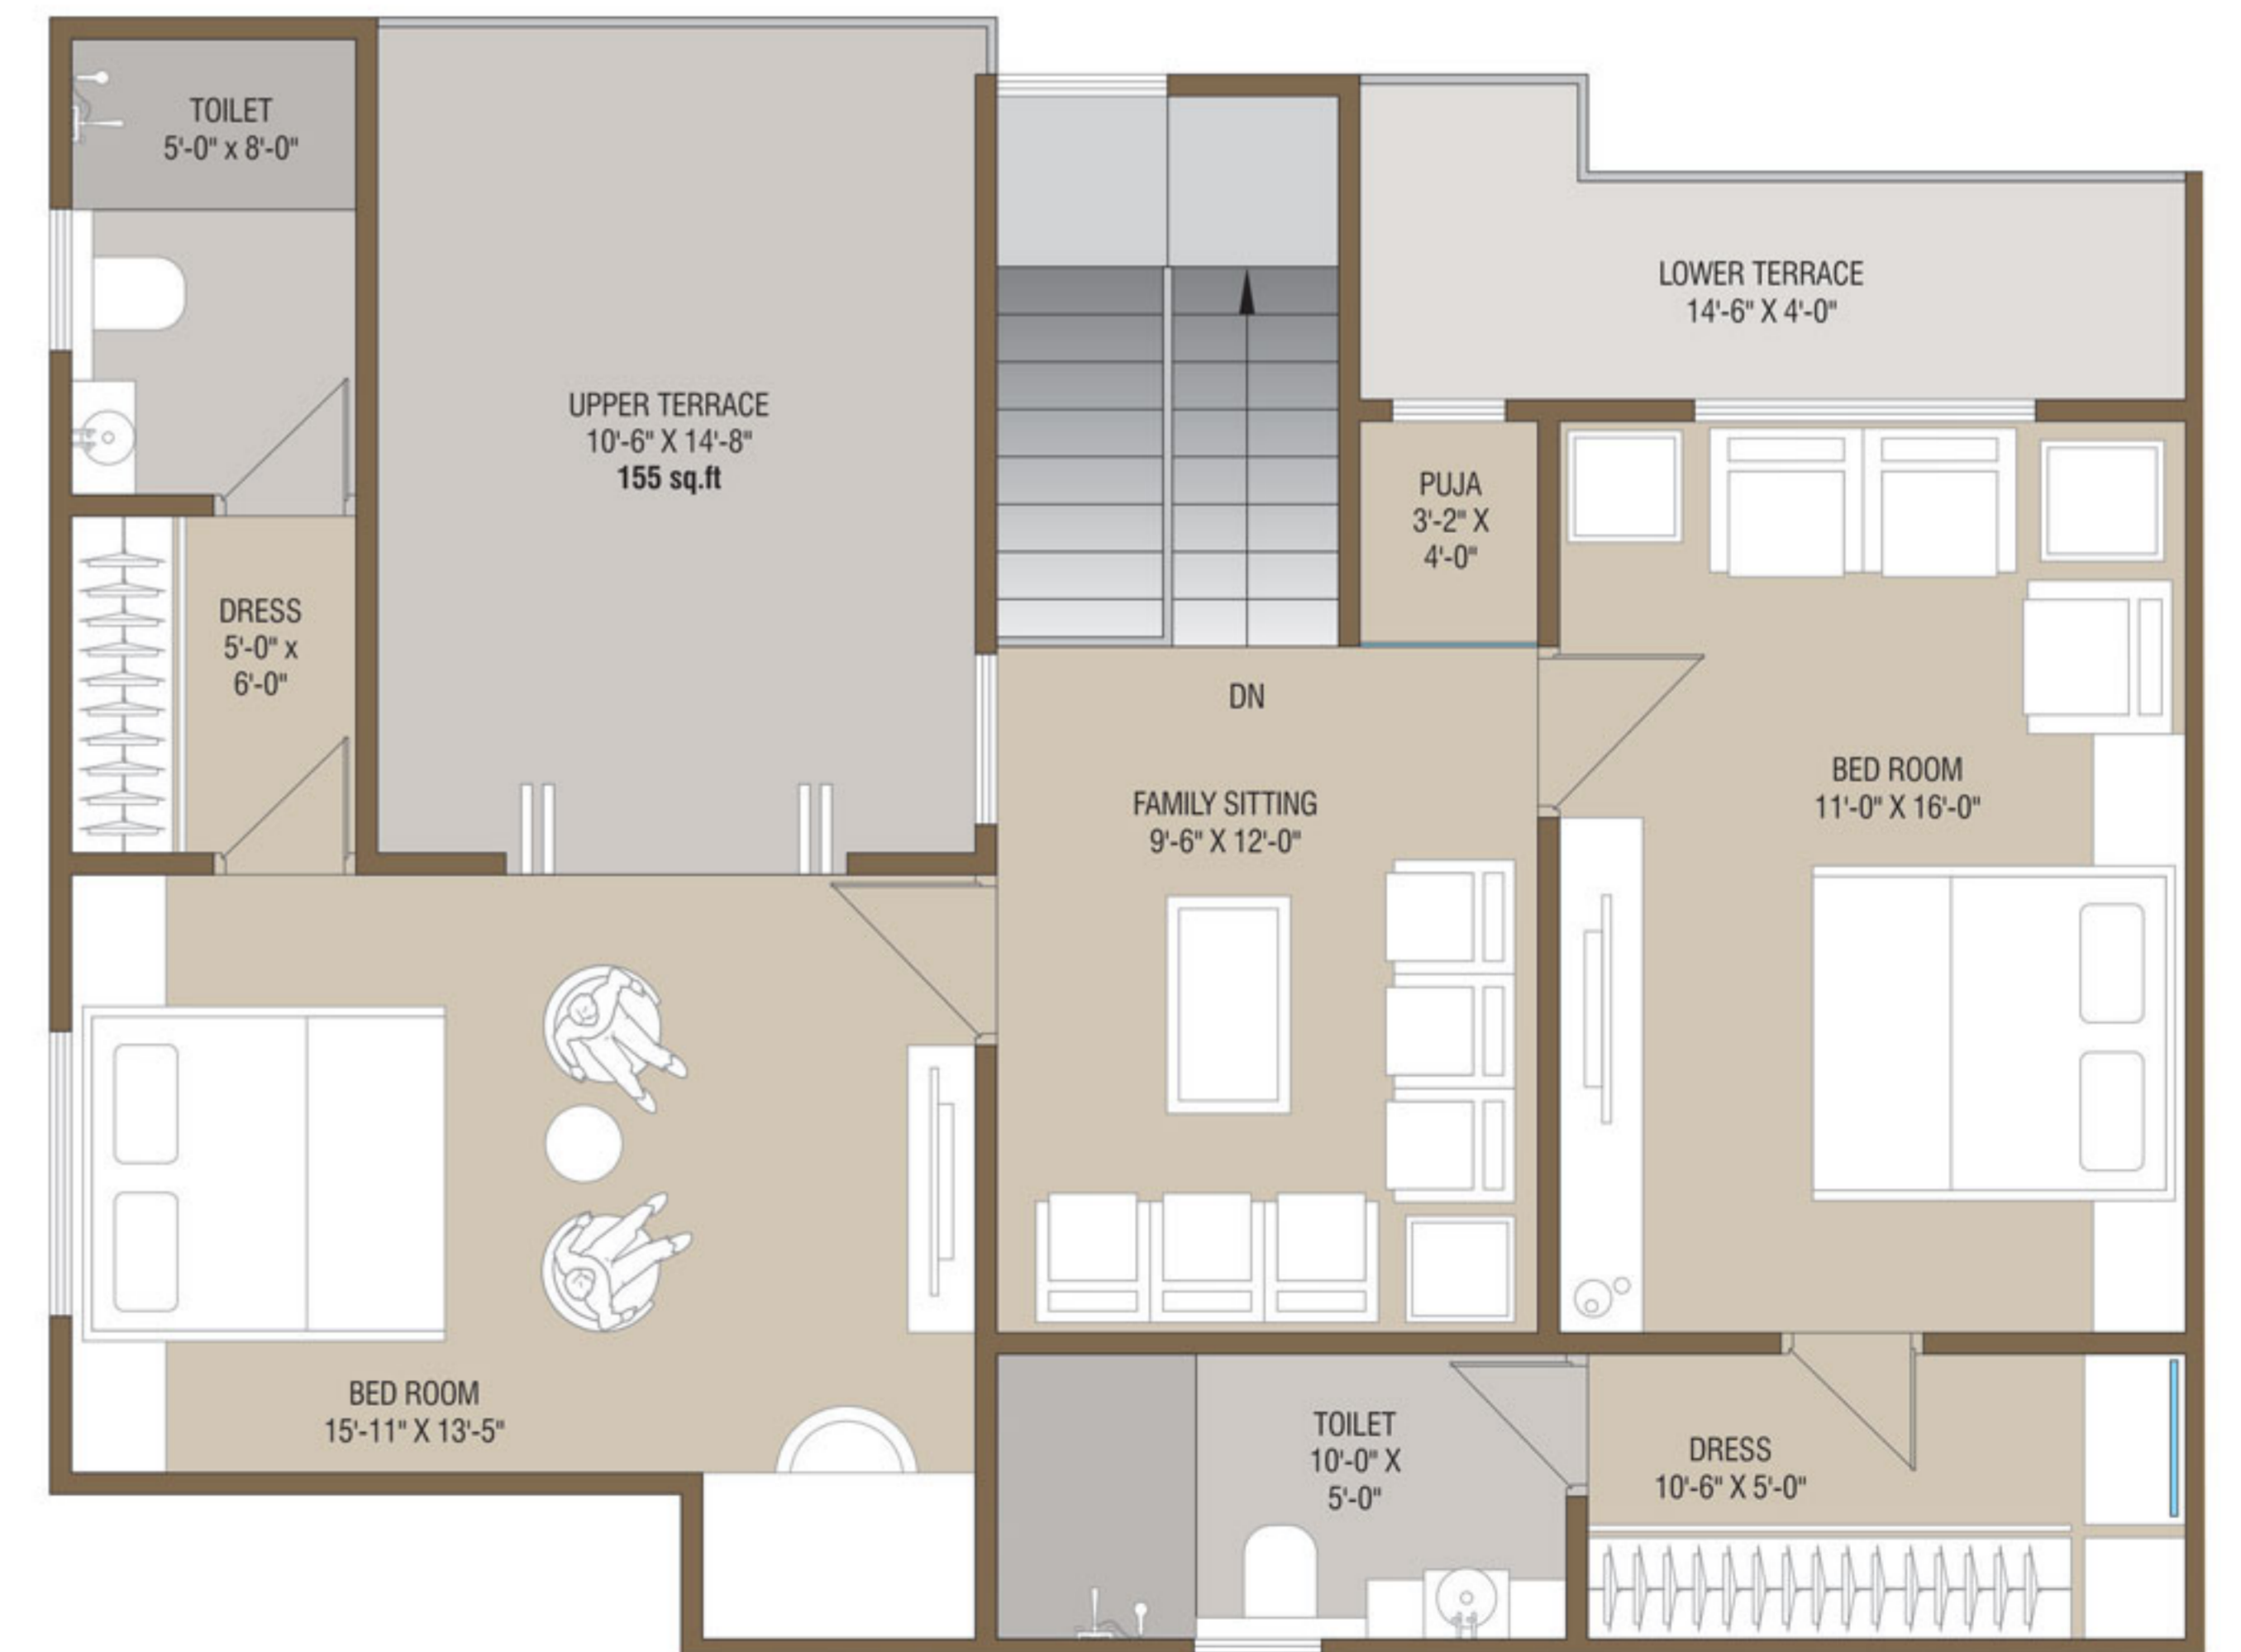 TOILET
5'-0" x 8'-0"
UPPER TERRACE
10'-6" X 14'-8"
155 sq.ft
LOWER TERRACE
14'-6" X 4'-0"
PUJA
3'-2" X
4'-0"
DRESS
5'-0" x
6'-0"
DN
FAMILY SITTING
9'-6" X 12'-0"
BED ROOM
11'-0" X 16'-0"
BED ROOM
15'-11" X 13'-5"
TOILET
10'-0" X
5'-0"
DRESS
10'-6" X 5'-0"